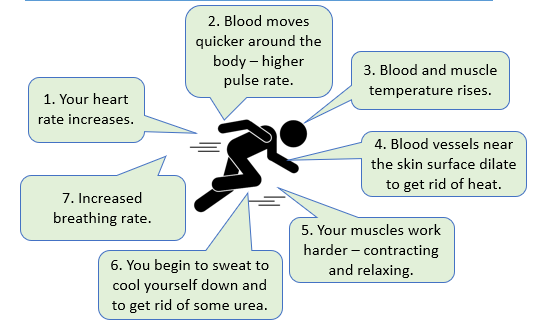 1. Your heart
rate increases.
2. Blood moves
quicker around the
body – higher
pulse rate.
3. Blood and muscle
temperature rises.
4. Blood vessels near
the skin surface dilate
to get rid of heat.
5. Your muscles work
harder – contracting
and relaxing.
6. You begin to sweat to
cool yourself down and
to get rid of some urea.
7. Increased
breathing rate.